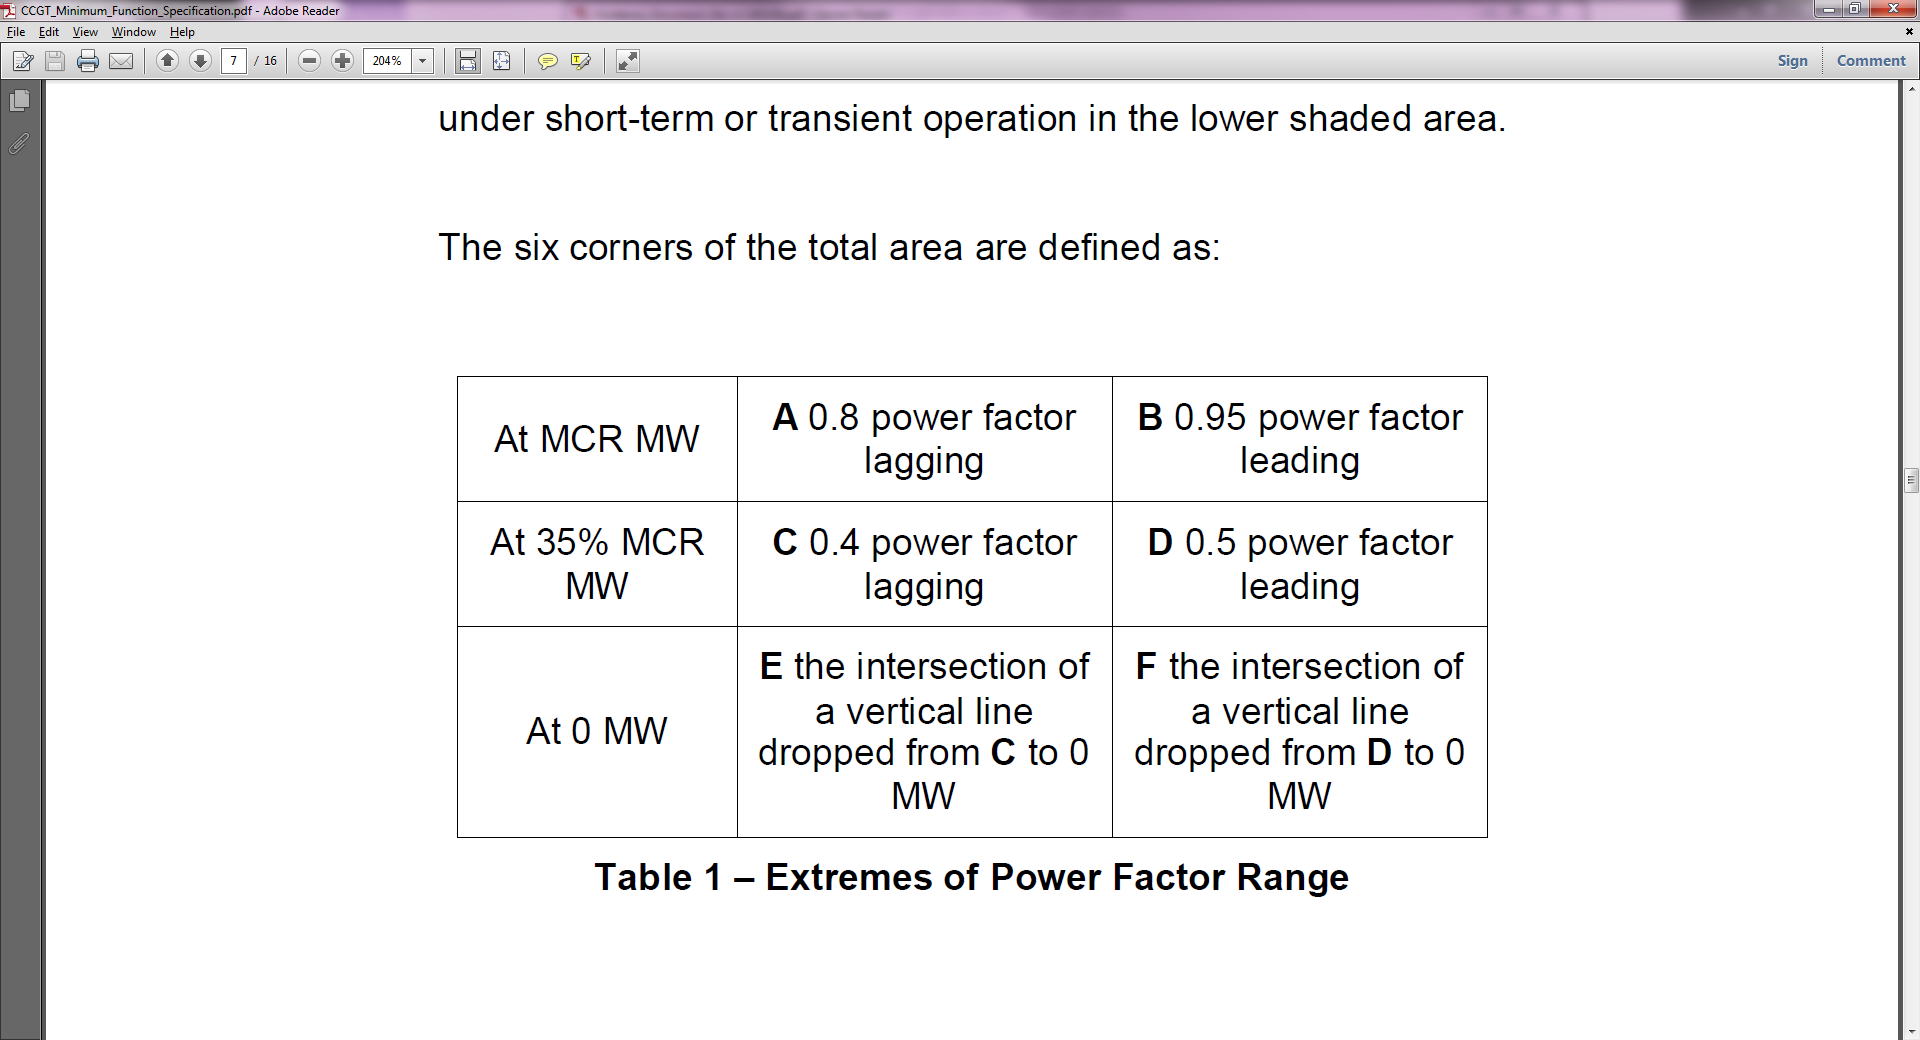 CCGT_Minimum_Function_Specification.pdf - Adobe Reader
File Edit View Window Help
7 / 16 204% Sign Comment
under short-term or transient operation in the lower shaded area.
The six corners of the total area are defined as:
At MCR MW
A 0.8 power factor
lagging
B 0.95 power factor
leading
At 35% MCR
MW
C 0.4 power factor
lagging
D 0.5 power factor
leading
At 0 MW
E the intersection of
a vertical line
dropped from C to 0
MW
F the intersection of
a vertical line
dropped from D to 0
MW
Table 1 – Extremes of Power Factor Range